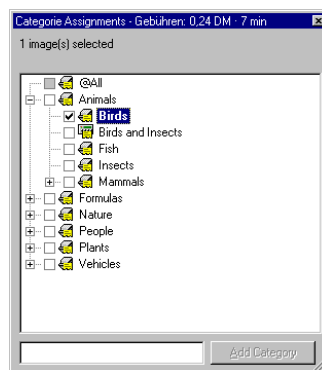 Categorie Assignments - Gebühren: 0,24 DM · 7 min
1 image(s) selected
@All
Animals
Birds
Birds and Insects
Fish
Insects
Mammals
Formulas
Nature
People
Plants
Vehicles
Add Category